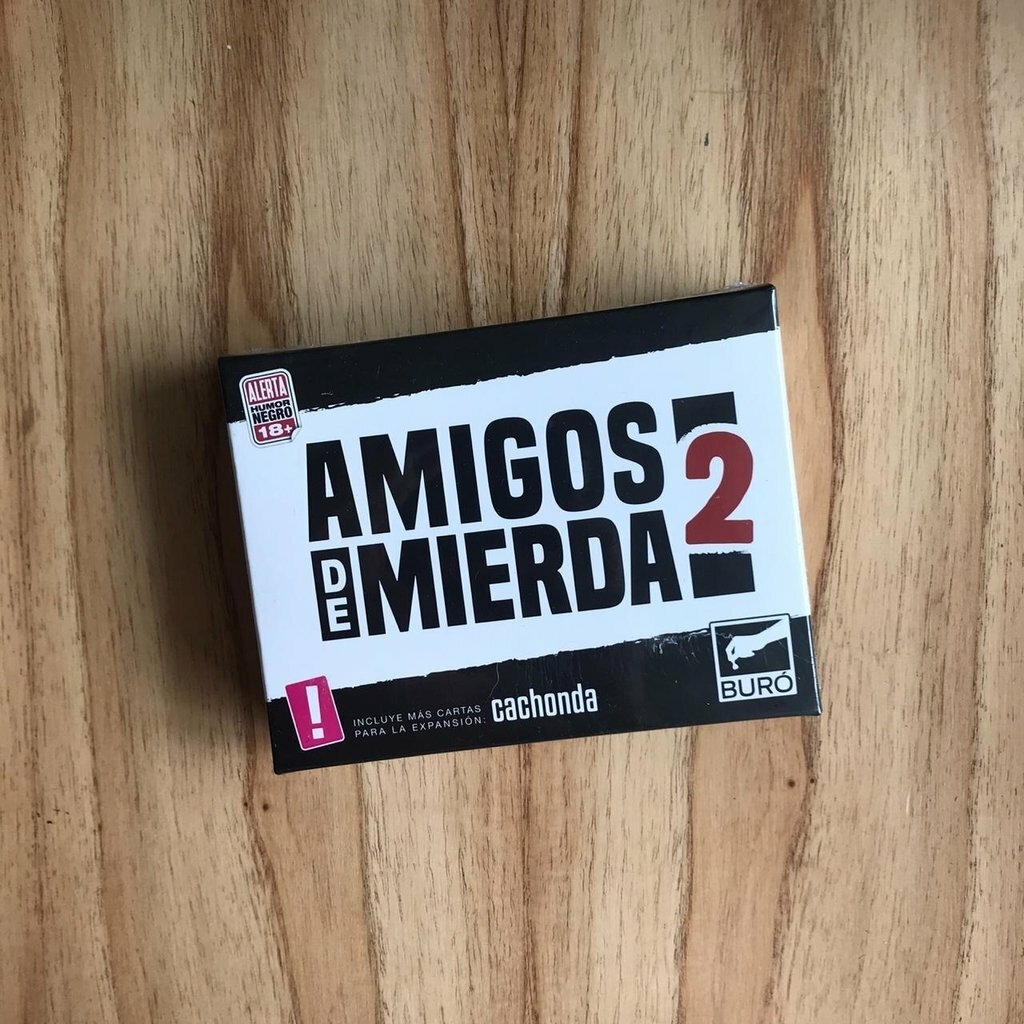 ALERTA
HUMOR
NEGRO
18+
AMIGOS
DE MIERDA
2
!
INCLUYE MÁS CARTAS
PARA LA EXPANSIÓN: cachonda
BURÓ